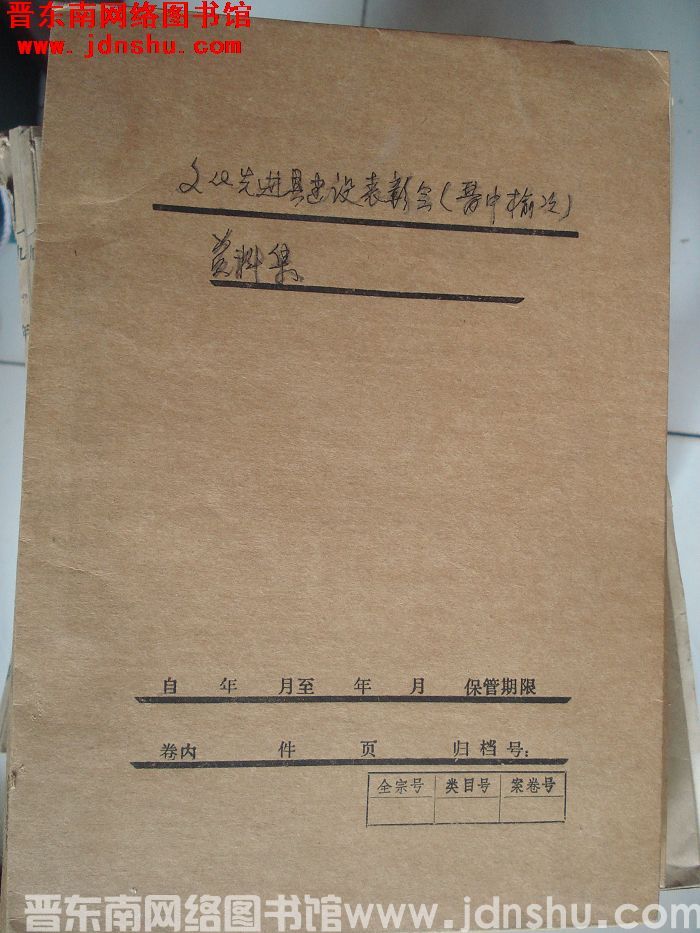 晋东南网络图书馆
www.jdnshu.com
文化先进县建设表彰会(晋中榆次)
资料集
自 年 月至 年 月 保管期限
卷内 件 页 归档号:
全宗号 类目号 案卷号
晋东南网络图书馆www.jdnshu.com